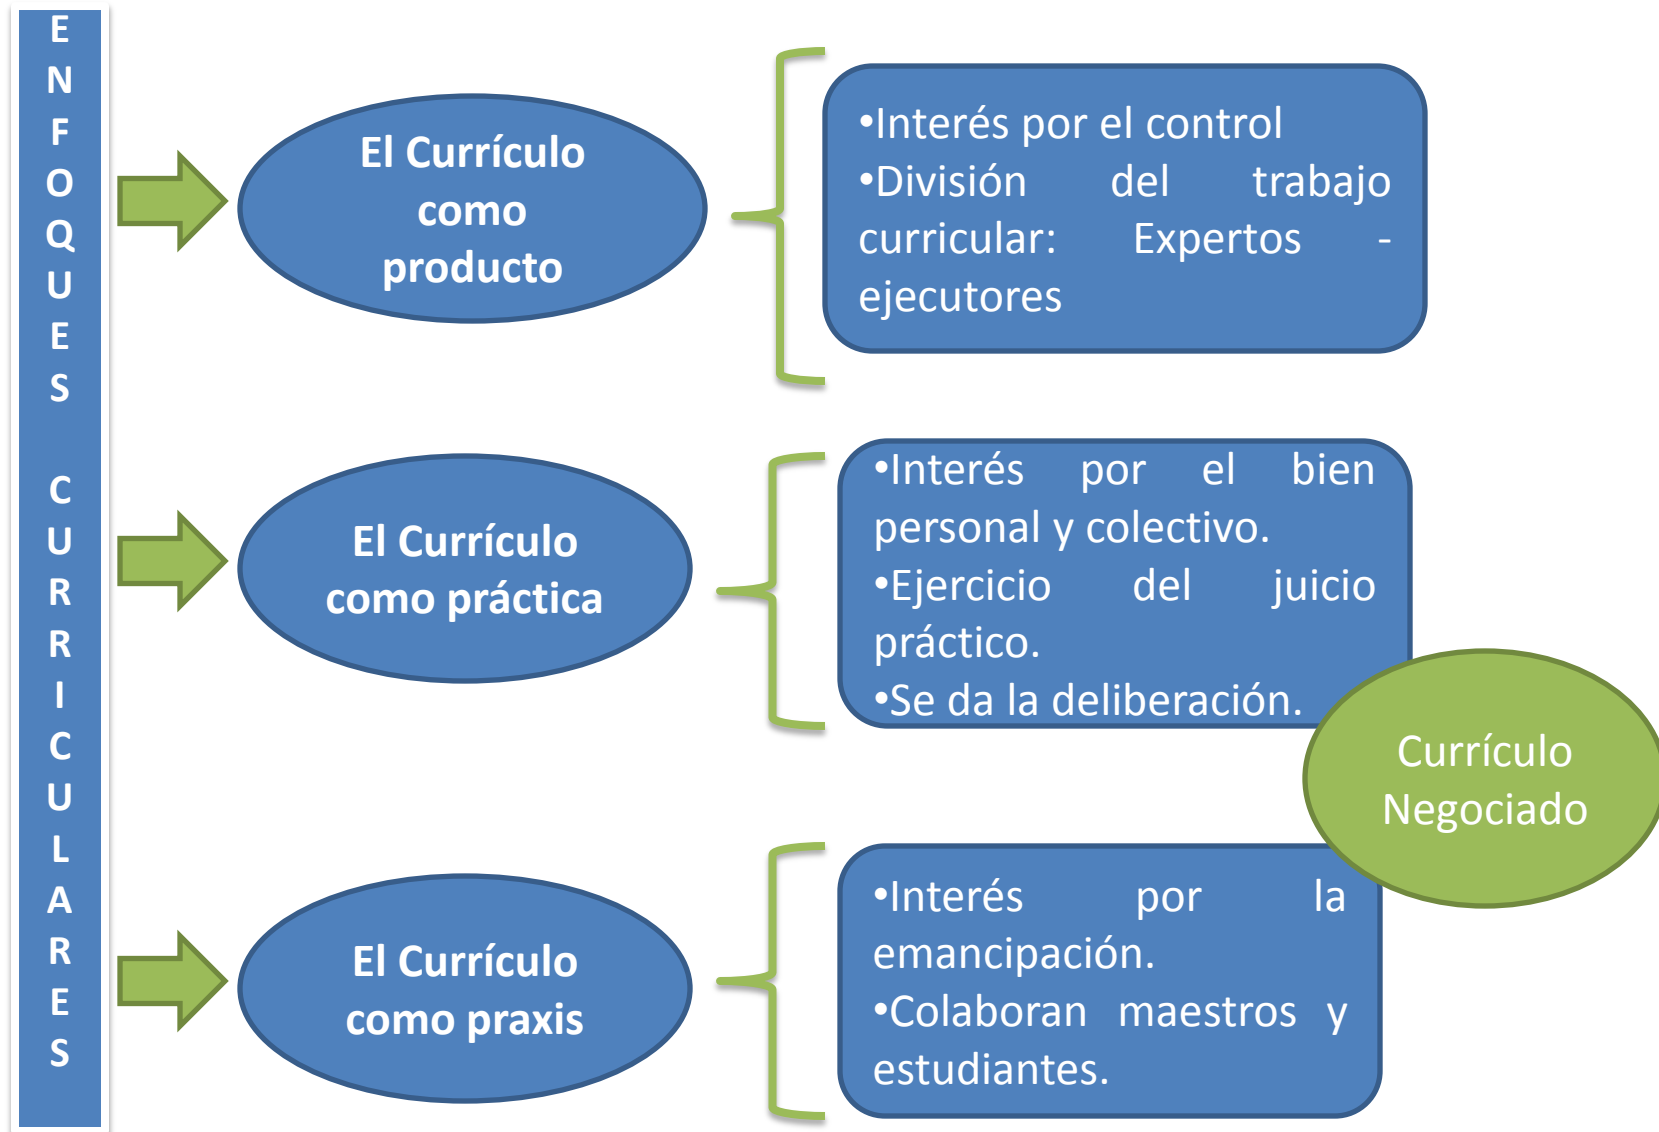 ENFOQUES CURRICULARES
El Currículo
como
producto
•Interés por el control
•División del trabajo
curricular: Expertos -
ejecutores
El Currículo
como práctica
•Interés por el bien
personal y colectivo.
•Ejercicio del juicio
práctico.
•Se da la deliberación.
Currículo
Negociado
El Currículo
como praxis
•Interés por la
emancipación.
•Colaboran maestros y
estudiantes.